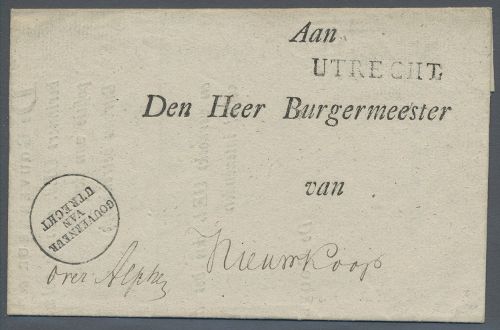 Aan
UTRECHT
Den Heer Burgermeester
van
GOUVERNEUR
VAN
UTRECHT
Nieuwkoop
over Alphen